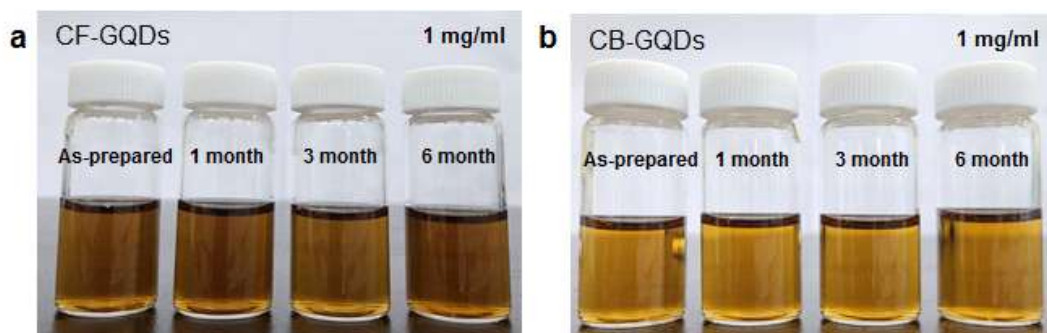 a CF-GQDs 1 mg/ml
As-prepared 1 month 3 month 6 month
b CB-GQDs 1 mg/ml
As-prepared 1 month 3 month 6 month